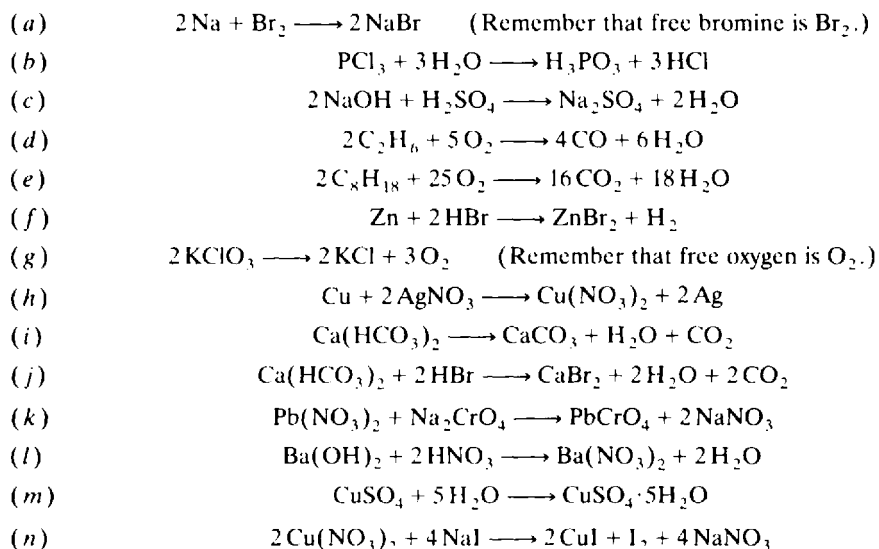 (a) 2Na + Br₂ ⟶ 2NaBr (Remember that free bromine is Br₂.)
(b) PCl₃ + 3H₂O ⟶ H₃PO₃ + 3HCl
(c) 2NaOH + H₂SO₄ ⟶ Na₂SO₄ + 2H₂O
(d) 2C₂H₆ + 5O₂ ⟶ 4CO + 6H₂O
(e) 2C₈H₁₈ + 25O₂ ⟶ 16CO₂ + 18H₂O
(f) Zn + 2HBr ⟶ ZnBr₂ + H₂
(g) 2KClO₃ ⟶ 2KCl + 3O₂ (Remember that free oxygen is O₂.)
(h) Cu + 2AgNO₃ ⟶ Cu(NO₃)₂ + 2Ag
(i) Ca(HCO₃)₂ ⟶ CaCO₃ + H₂O + CO₂
(j) Ca(HCO₃)₂ + 2HBr ⟶ CaBr₂ + 2H₂O + 2CO₂
(k) Pb(NO₃)₂ + Na₂CrO₄ ⟶ PbCrO₄ + 2NaNO₃
(l) Ba(OH)₂ + 2HNO₃ ⟶ Ba(NO₃)₂ + 2H₂O
(m) CuSO₄ + 5H₂O ⟶ CuSO₄·5H₂O
(n) 2Cu(NO₃)₂ + 4NaI ⟶ 2CuI + I₂ + 4NaNO₃